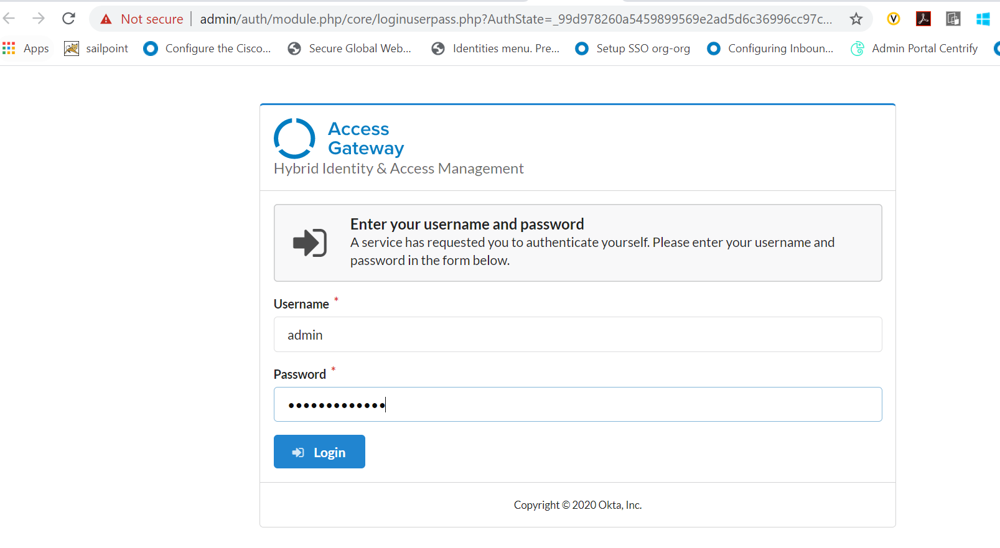 Not secure admin/auth/module.php/core/loginuserpass.php?AuthState=_99d978260a5459899569e2ad5d6c36996cc97c...
Apps sailpoint Configure the Cisco... Secure Global Web... Identities menu. Pre... Setup SSO org-org Configuring Inboun... Admin Portal Centrify
Access
Gateway
Hybrid Identity & Access Management
Enter your username and password
A service has requested you to authenticate yourself. Please enter your username and
password in the form below.
Username *
admin
Password *
•••••••••••••
Login
Copyright © 2020 Okta, Inc.